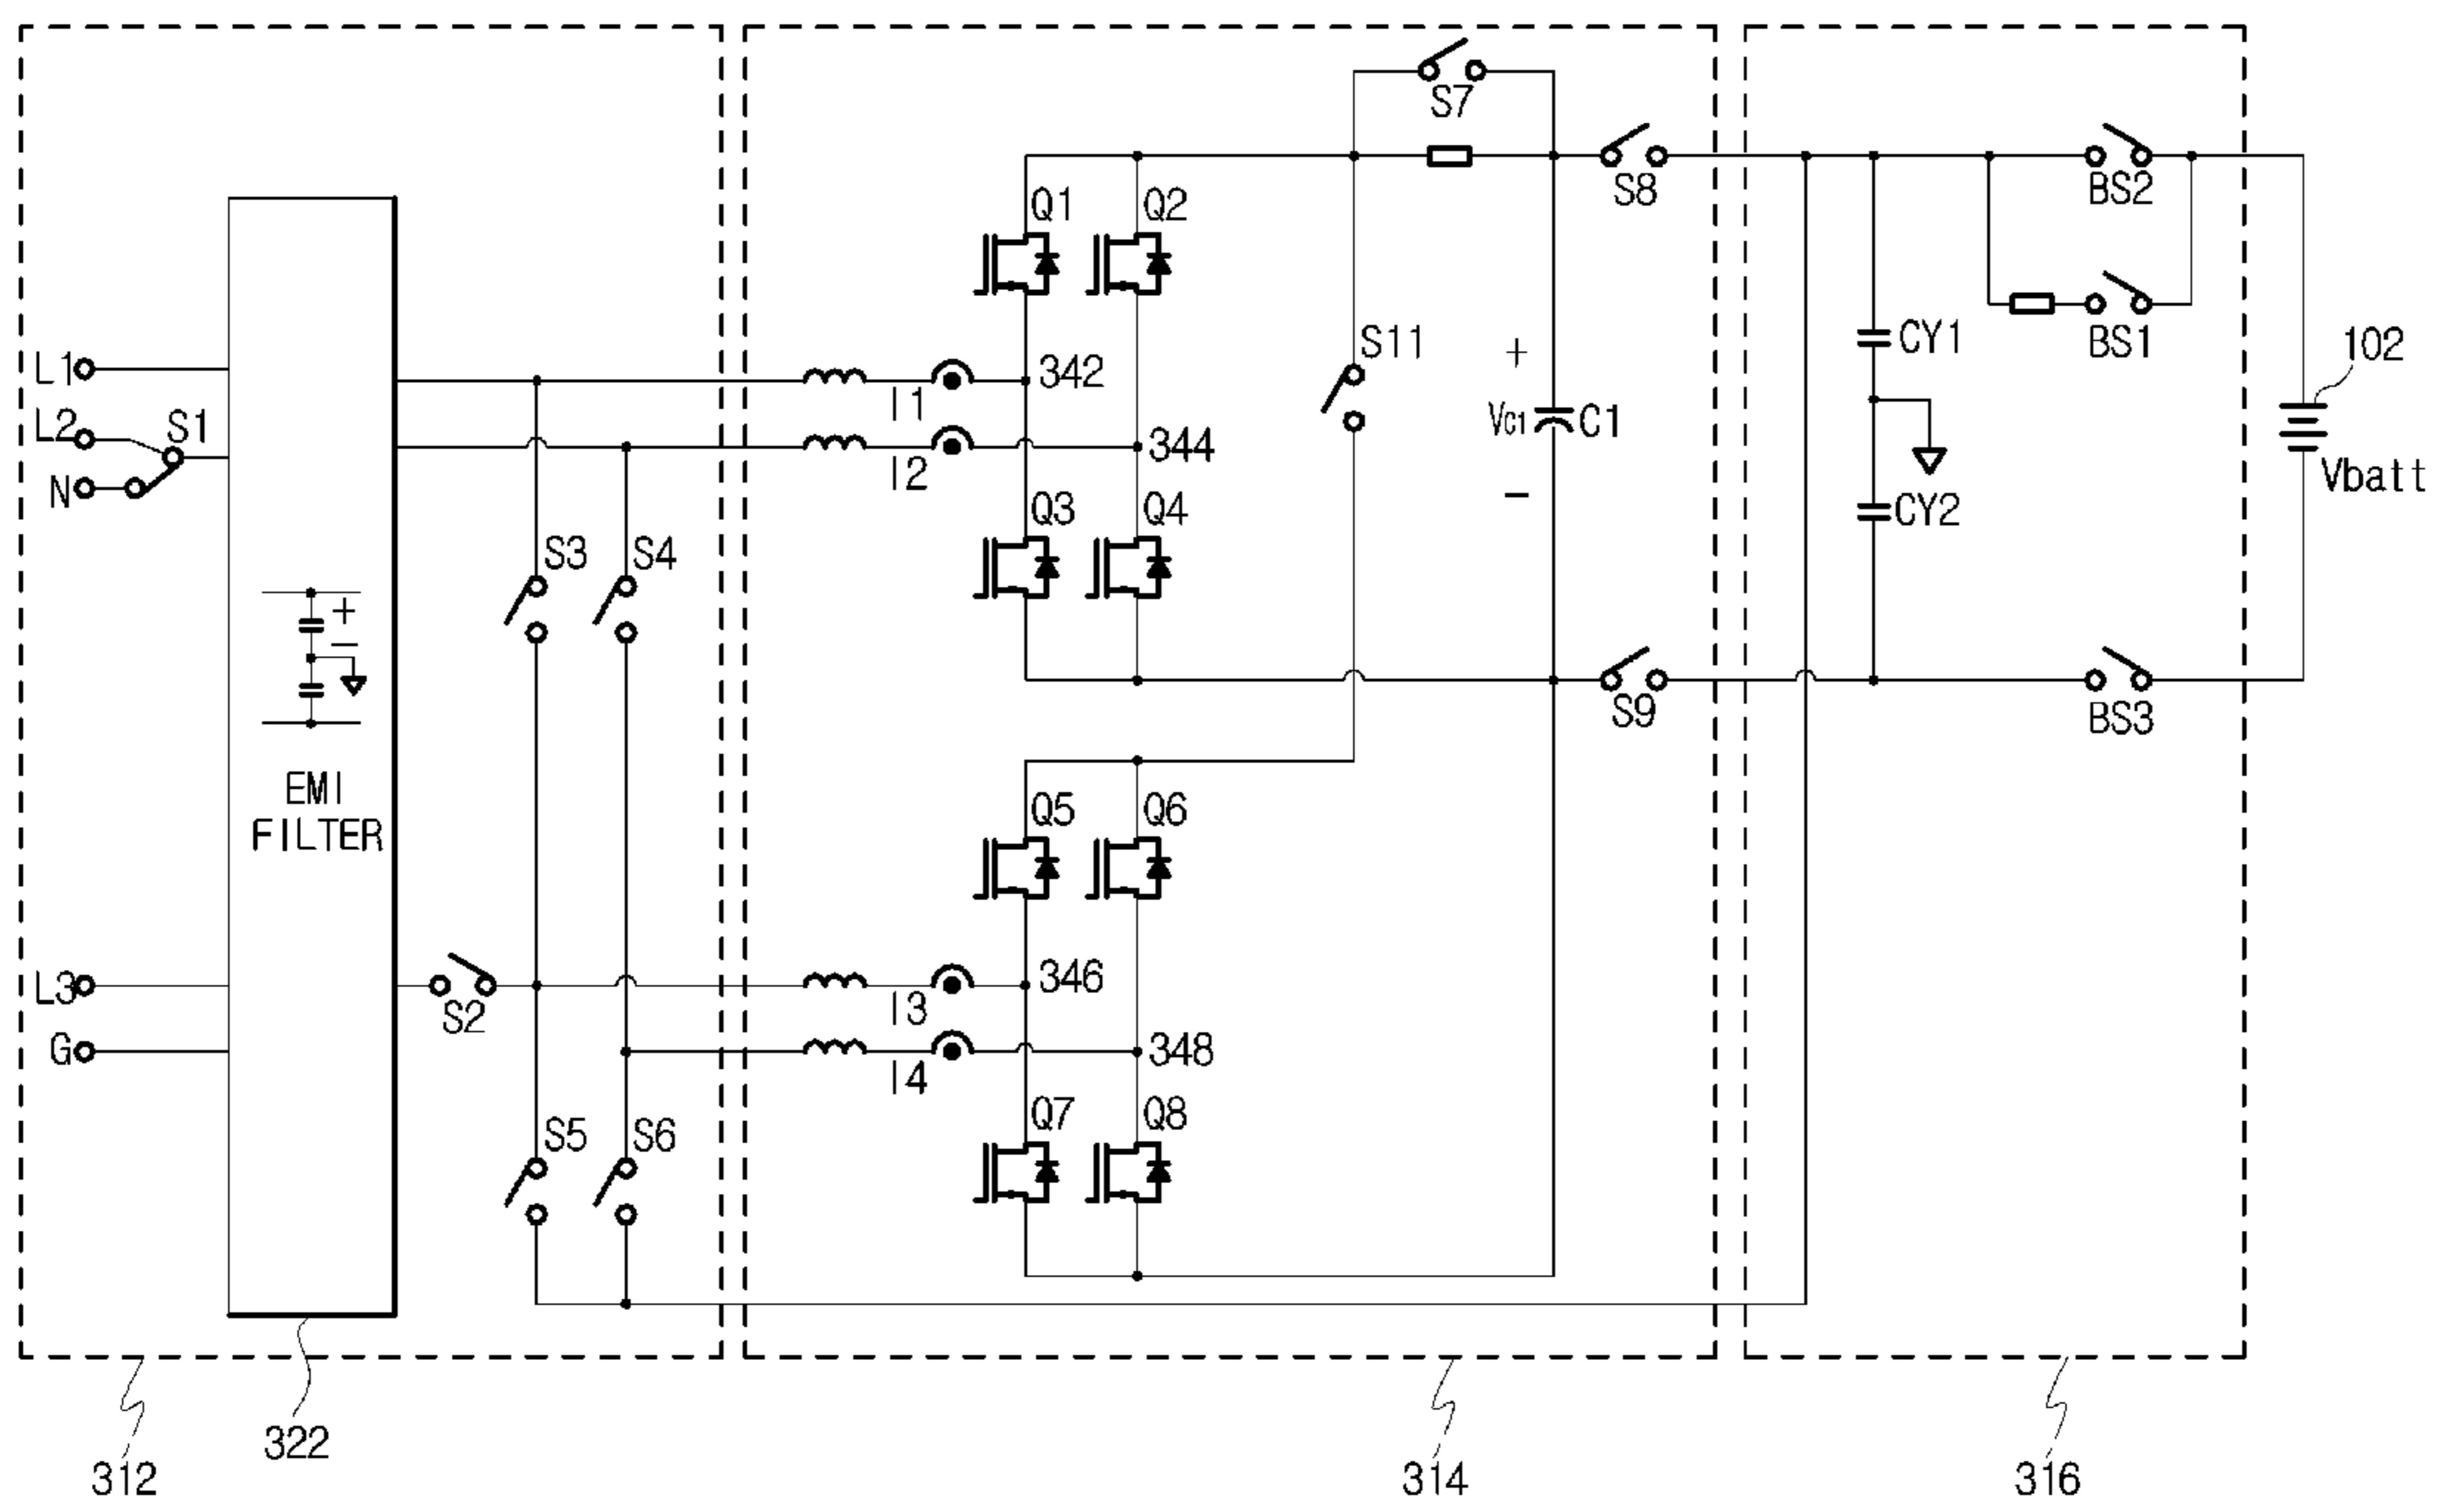 S7
S8
BS2
Q1
Q2
L1
L2
S1
N
S11
CY1
BS1
102
342
I1
+
VC1
C1
344
I2
−
Vbatt
Q3
Q4
CY2
S3
S4
+
−
S9
BS3
EMI
FILTER
Q5
Q6
L3
S2
346
I3
G
348
I4
Q7
Q8
S5
S6
322
312
314
316